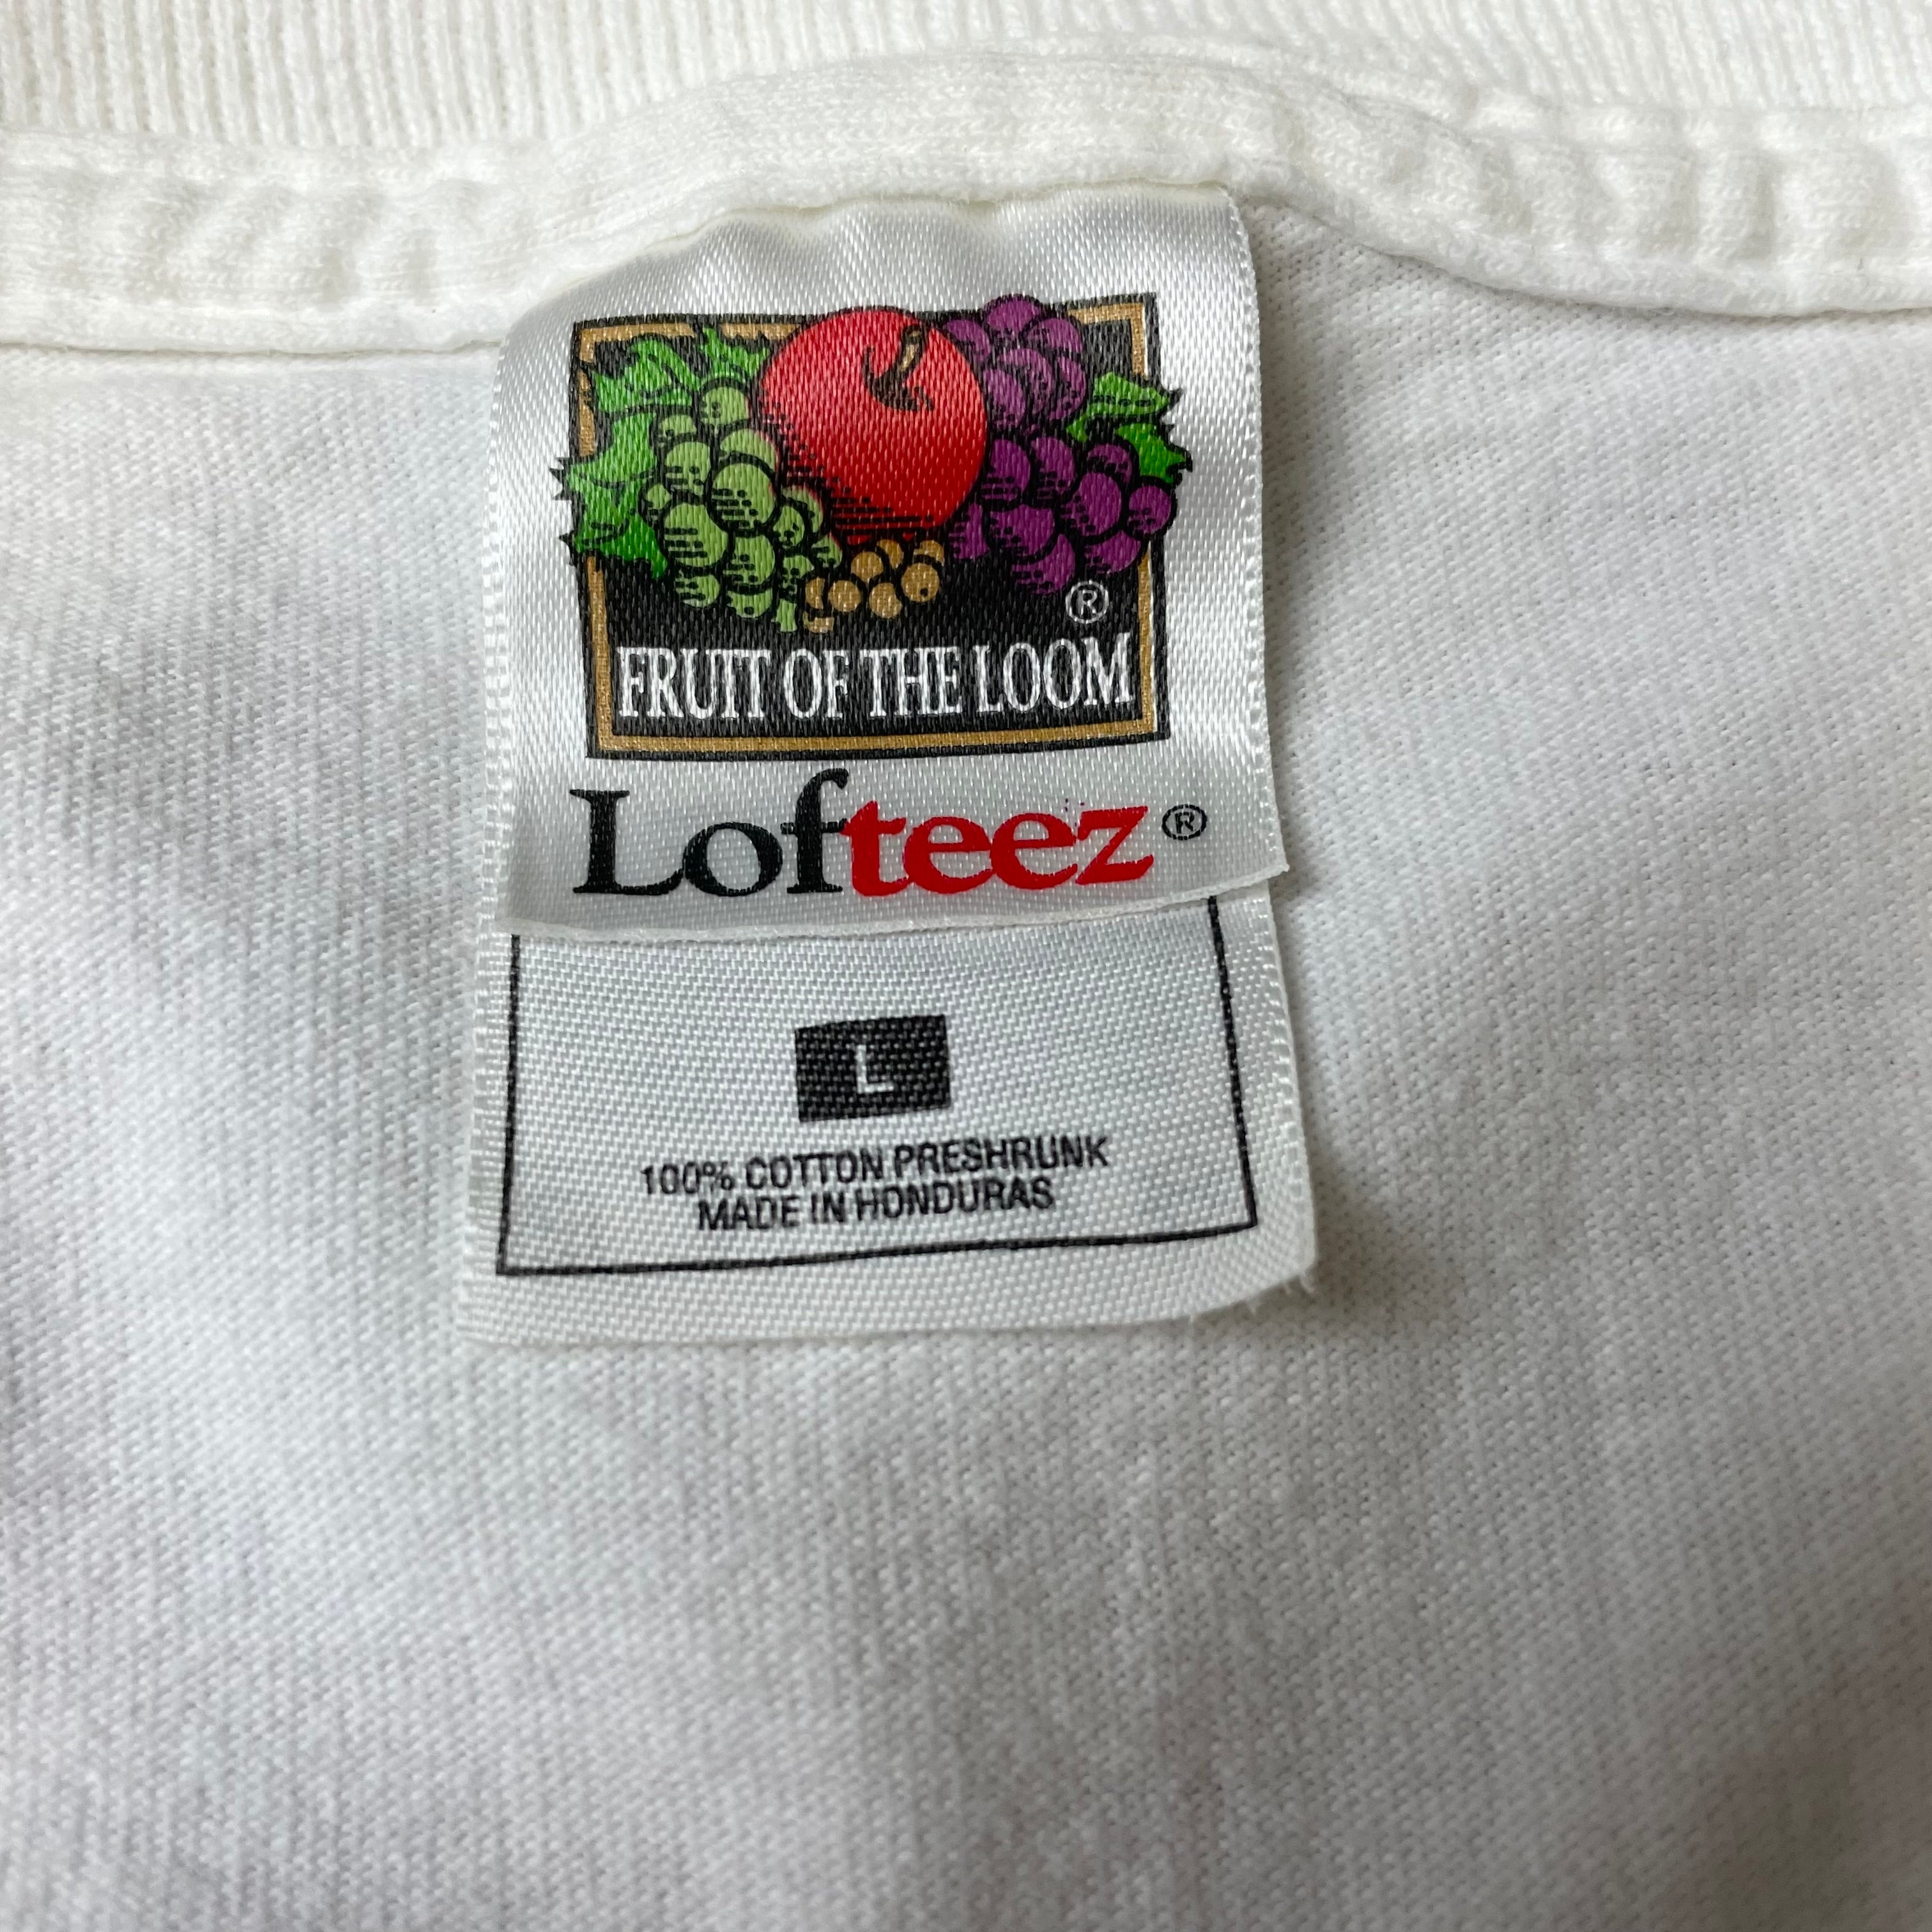 ®
FRUIT OF THE LOOM
Lofteez®
L
100% COTTON PRESHRUNK
MADE IN HONDURAS